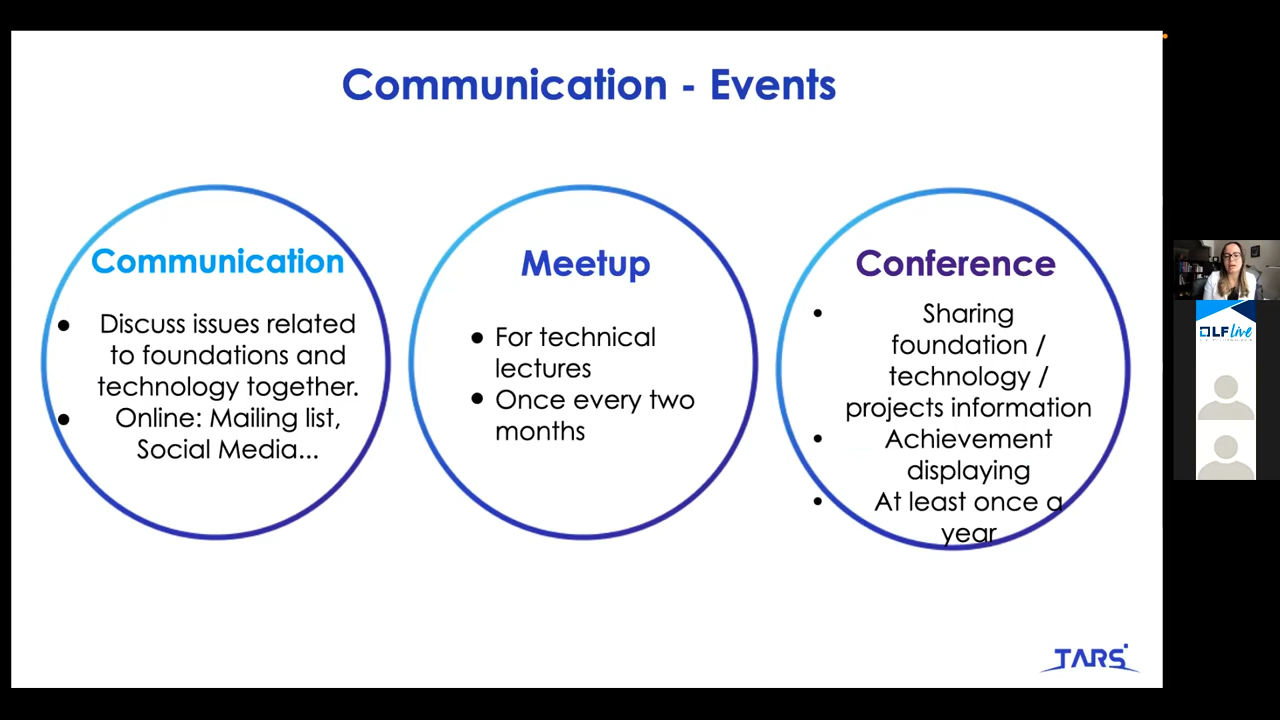 Communication - Events
Communication
● Discuss issues related
to foundations and
technology together.
● Online: Mailing list,
Social Media...
Meetup
● For technical
lectures
● Once every two
months
Conference
• Sharing
foundation /
technology /
projects information
• Achievement
displaying
• At least once a
year
TARS
LF live